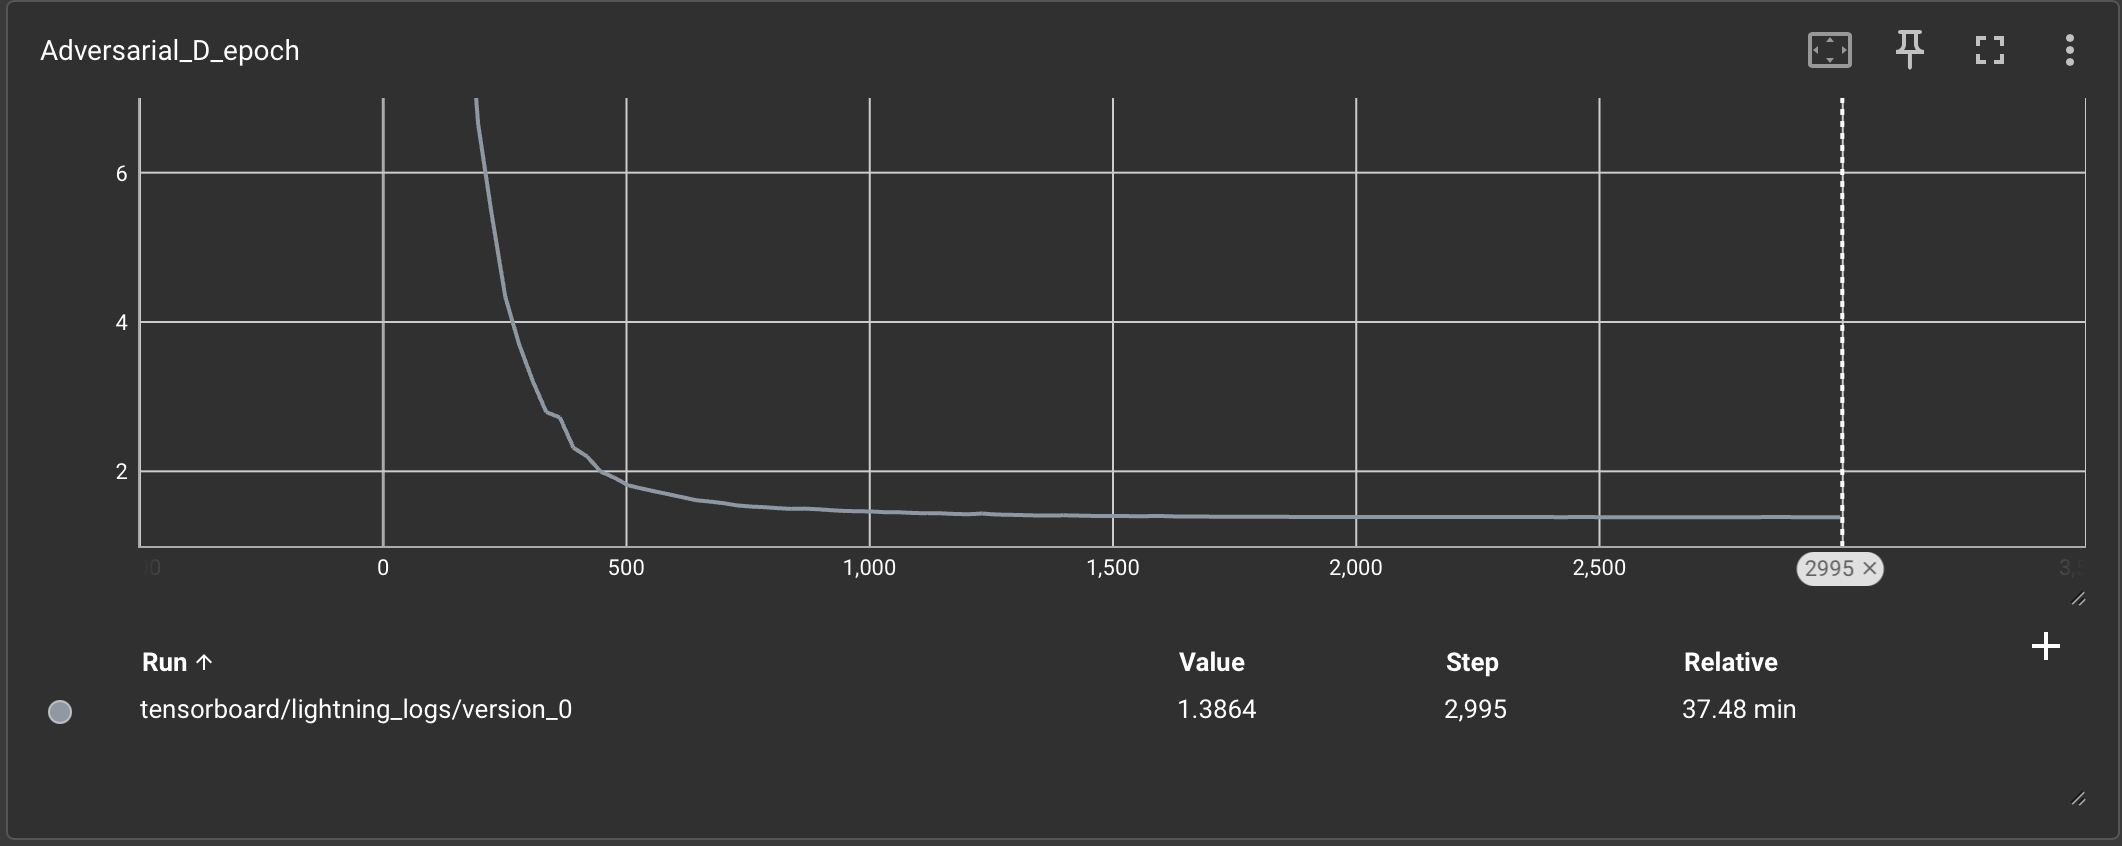 Adversarial_D_epoch
6
4
2
0 500 1,000 1,500 2,000 2,500 2995
Run Value Step Relative
tensorboard/lightning_logs/version_0 1.3864 2,995 37.48 min